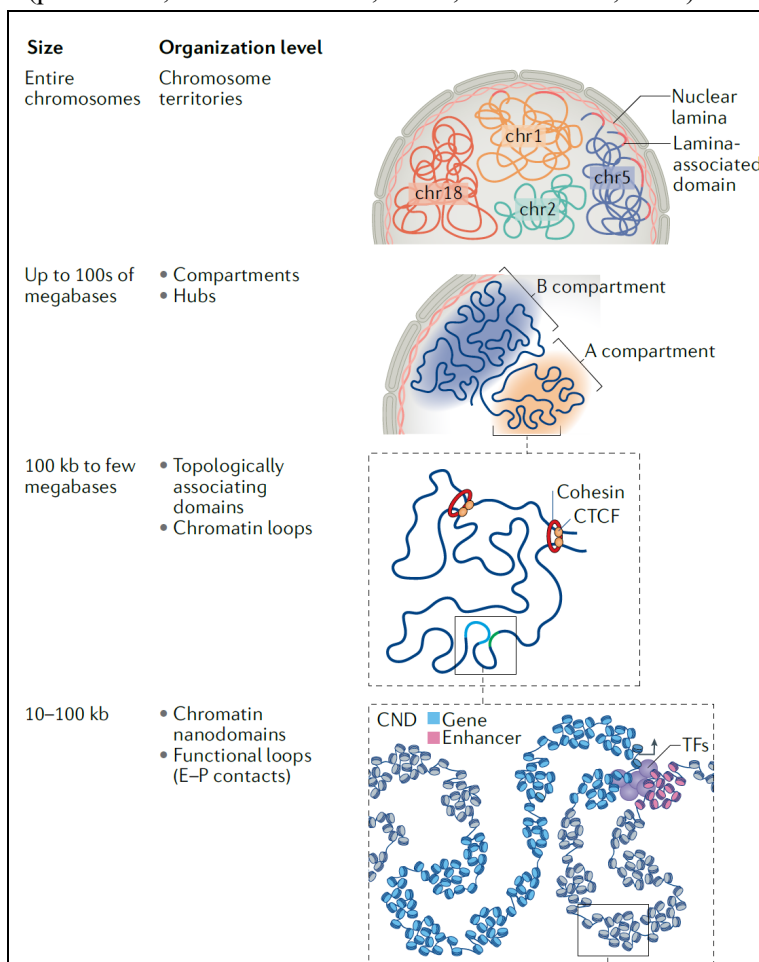 Size
Organization level
Entire
chromosomes
Chromosome
territories
Nuclear
lamina
Lamina-
associated
domain
chr1
chr18
chr5
chr2
Up to 100s of
megabases
• Compartments
• Hubs
B compartment
A compartment
100 kb to few
megabases
• Topologically
associating
domains
• Chromatin loops
Cohesin
CTCF
10–100 kb
• Chromatin
nanodomains
• Functional loops
(E–P contacts)
CND
Gene
Enhancer
TFs